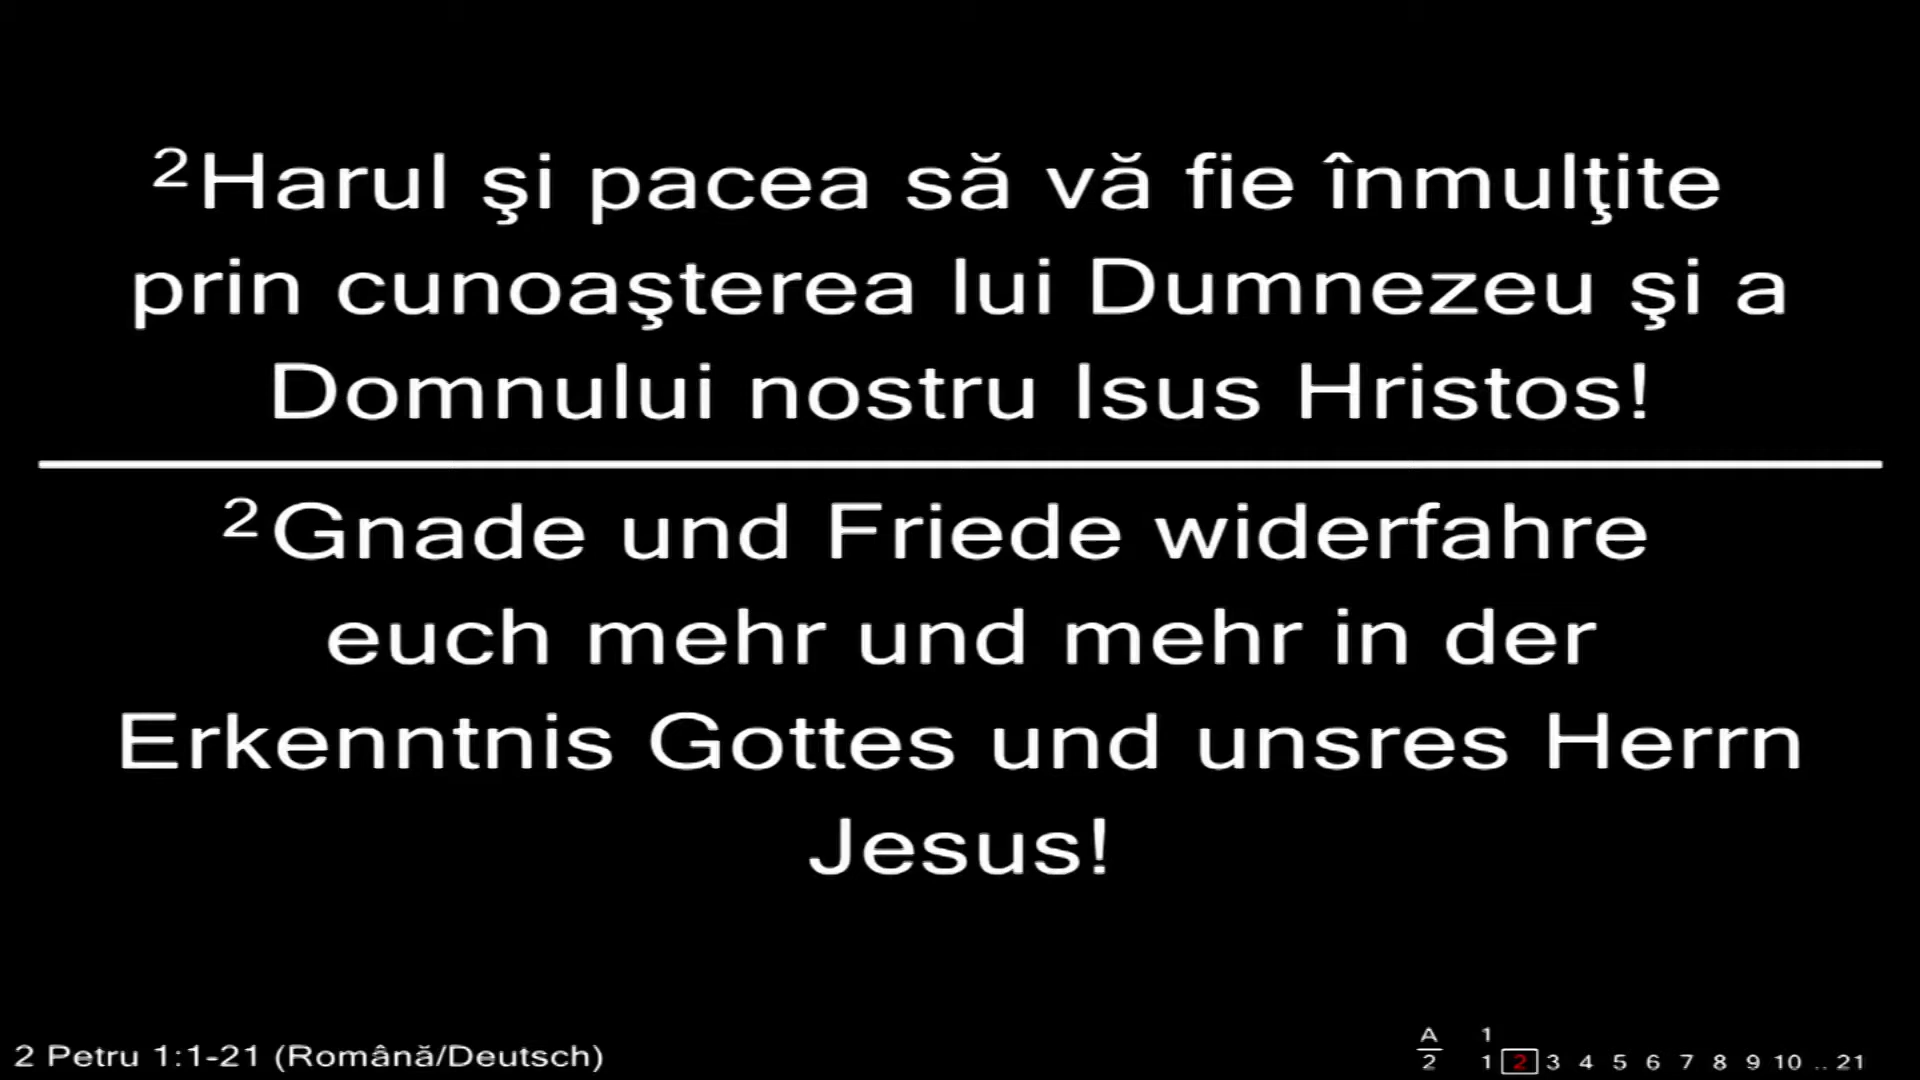 ²Harul şi pacea să vă fie înmulţite
prin cunoaşterea lui Dumnezeu şi a
Domnului nostru Isus Hristos!
²Gnade und Friede widerfahre
euch mehr und mehr in der
Erkenntnis Gottes und unsres Herrn
Jesus!
2 Petru 1:1-21 (Română/Deutsch)
A 1
2 1 2 3 4 5 6 7 8 9 10 .. 21